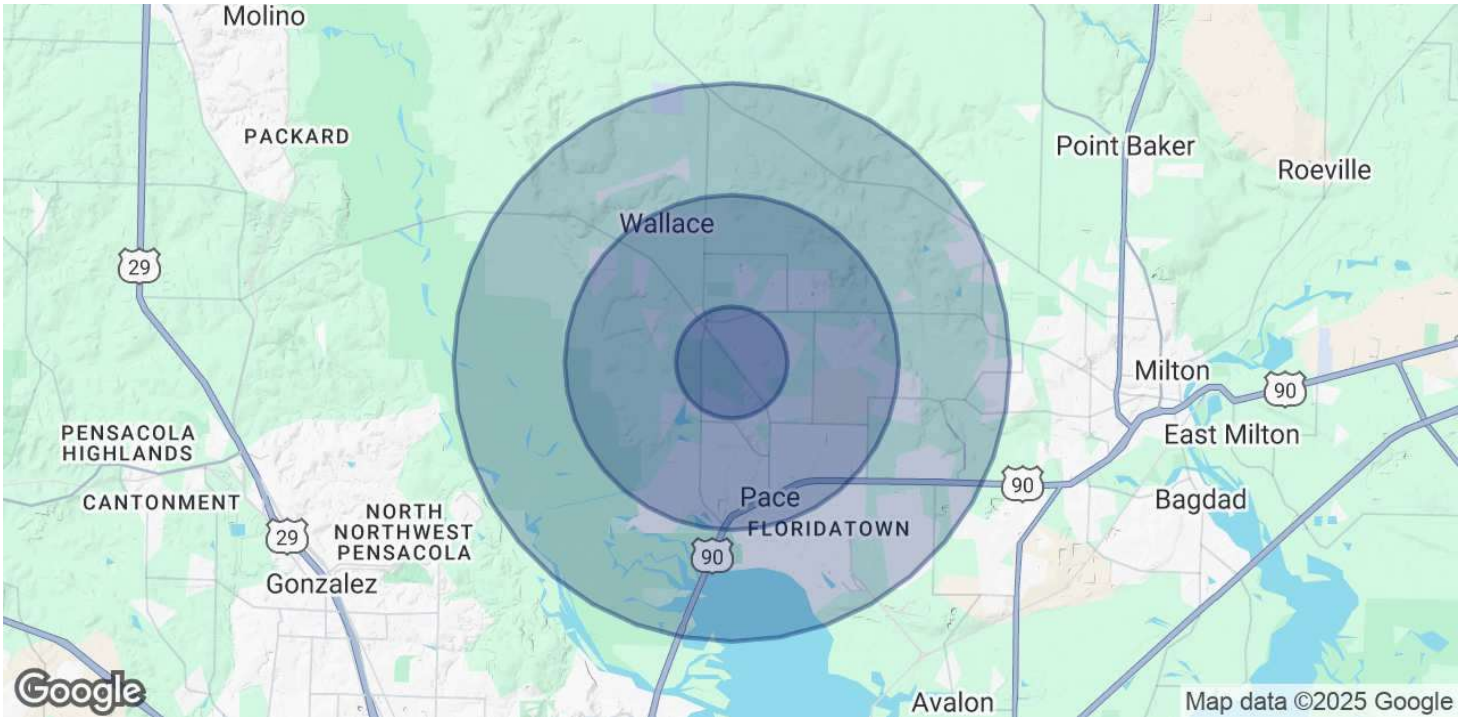 Molino
PACKARD
Point Baker
Roeville
Wallace
29
Milton
90
PENSACOLA
HIGHLANDS
East Milton
CANTONMENT
90
Pace
Bagdad
NORTH
NORTHWEST
PENSACOLA
FLORIDATOWN
29
90
Gonzalez
Avalon
Google
Map data ©2025 Google